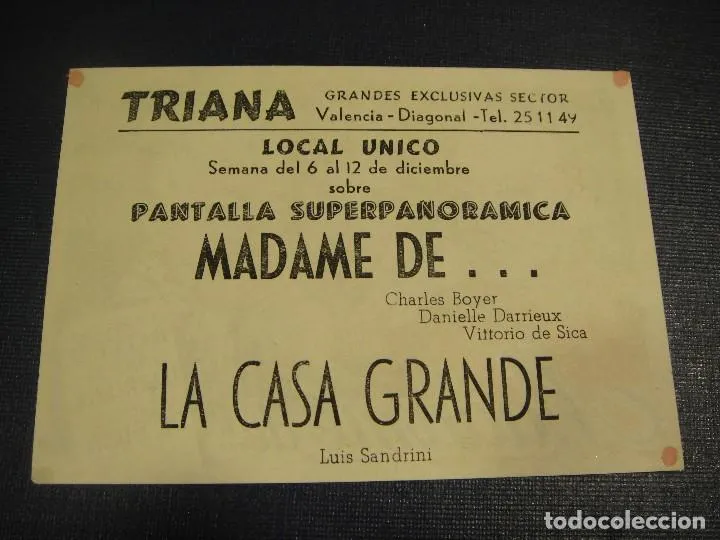 TRIANA
GRANDES EXCLUSIVAS SECTOR
Valencia - Diagonal - Tel. 25 11 49
LOCAL UNICO
Semana del 6 al 12 de diciembre
sobre
PANTALLA SUPERPANORAMICA
MADAME DE . . .
Charles Boyer
Danielle Darrieux
Vittorio de Sica
LA CASA GRANDE
Luis Sandrini
todocoleccion